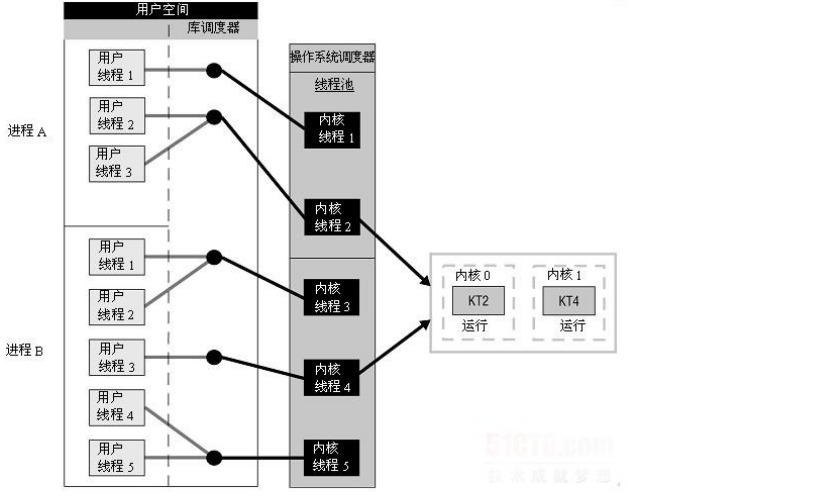 用户空间
库调度器
操作系统调度器
线程池
进程 A
用户
线程 1
用户
线程 2
用户
线程 3
内核
线程 1
内核
线程 2
进程 B
用户
线程 1
用户
线程 2
用户
线程 3
用户
线程 4
用户
线程 5
内核
线程 3
内核
线程 4
内核
线程 5
内核 0
KT2
运行
内核 1
KT4
运行
51CTO.com
技术成就梦想